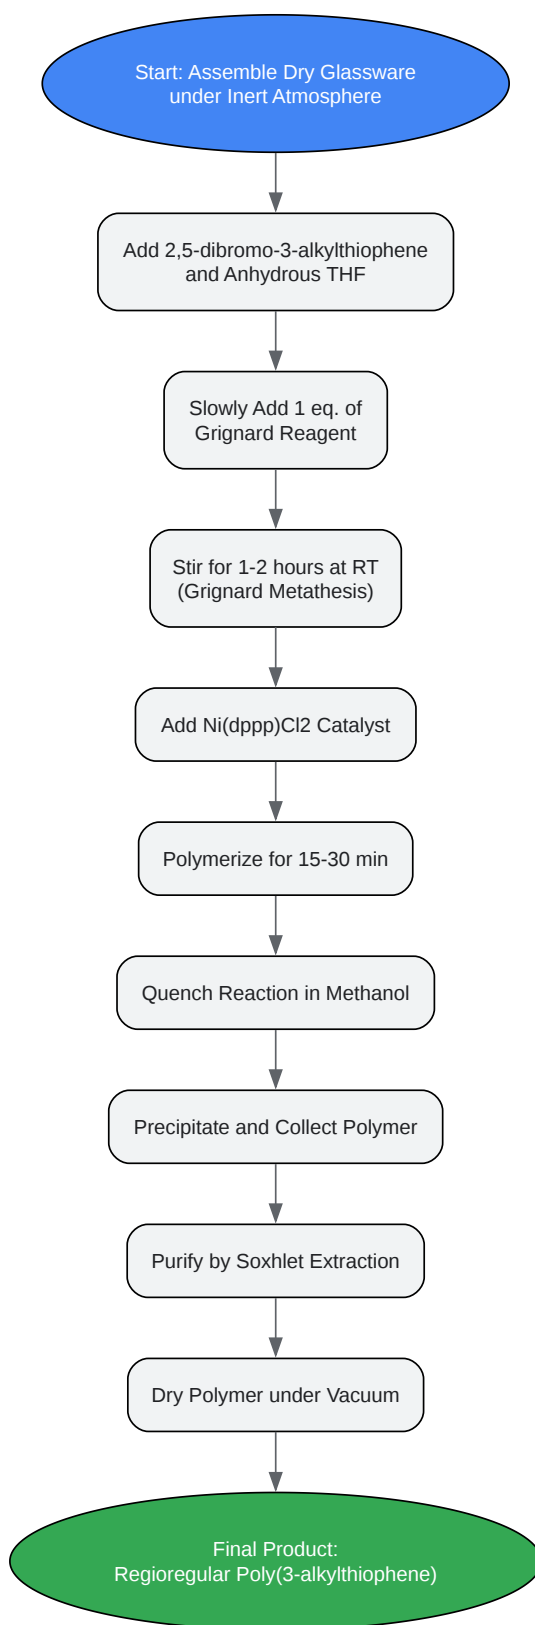 Start: Assemble Dry Glassware
under Inert Atmosphere
Add 2,5-dibromo-3-alkylthiophene
and Anhydrous THF
Slowly Add 1 eq. of
Grignard Reagent
Stir for 1-2 hours at RT
(Grignard Metathesis)
Add Ni(dppp)Cl2 Catalyst
Polymerize for 15-30 min
Quench Reaction in Methanol
Precipitate and Collect Polymer
Purify by Soxhlet Extraction
Dry Polymer under Vacuum
Final Product:
Regioregular Poly(3-alkylthiophene)